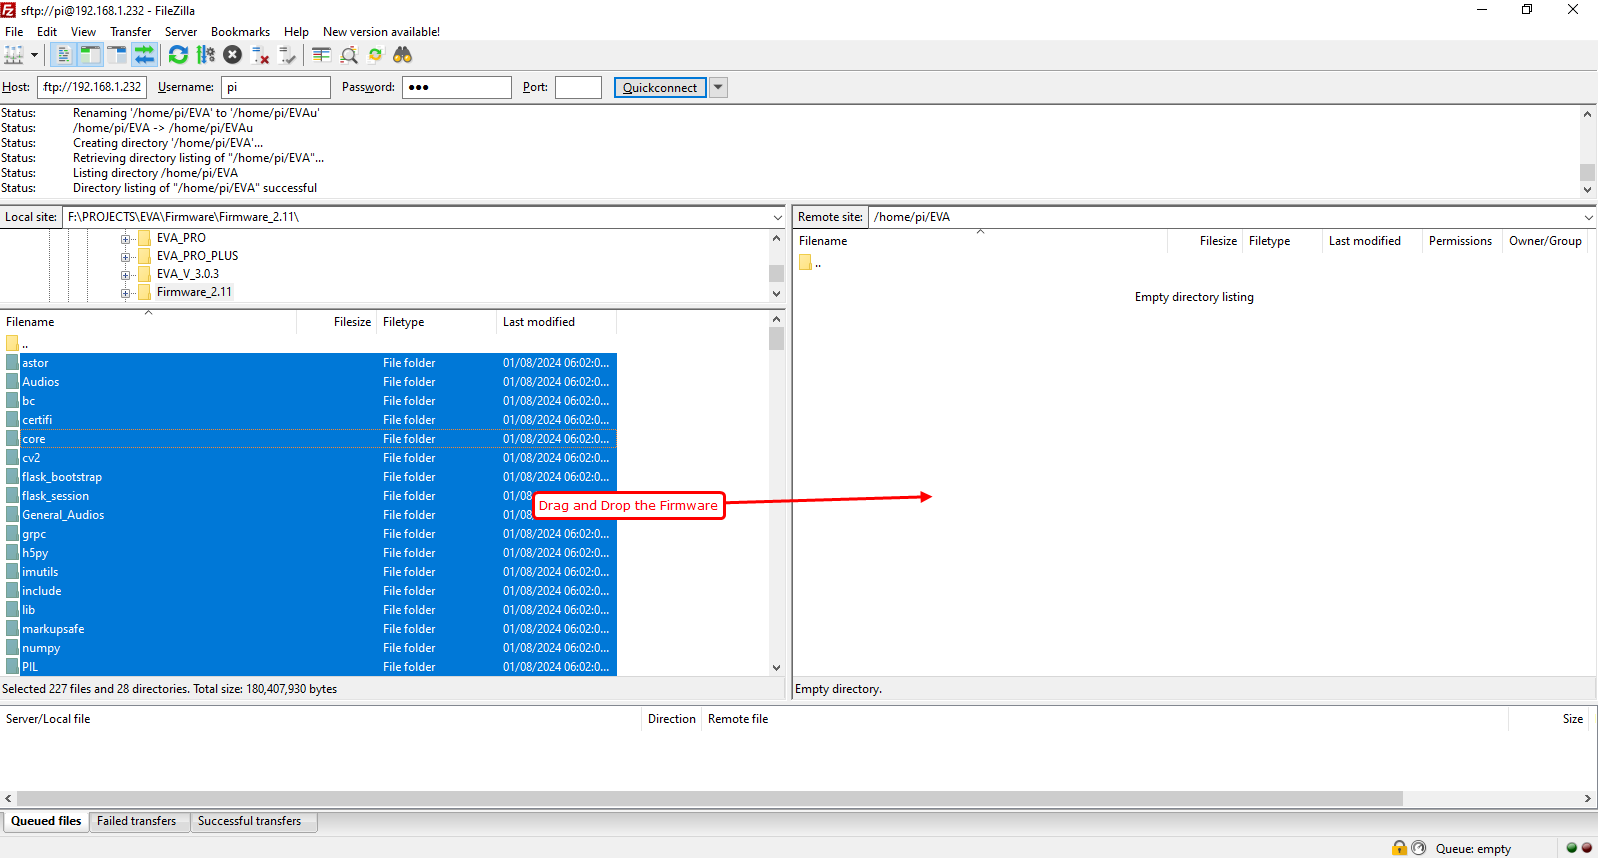 sftp://pi@192.168.1.232 - FileZilla
File Edit View Transfer Server Bookmarks Help New version available!
Host: ftp://192.168.1.232 Username: pi Password: ●●● Port: Quickconnect
Status: Renaming '/home/pi/EVA' to '/home/pi/EVAu'
Status: /home/pi/EVA -> /home/pi/EVAu
Status: Creating directory '/home/pi/EVA'...
Status: Retrieving directory listing of "/home/pi/EVA"...
Status: Listing directory /home/pi/EVA
Status: Directory listing of "/home/pi/EVA" successful
Local site: F:\PROJECTS\EVA\Firmware\Firmware_2.11\
EVA_PRO
EVA_PRO_PLUS
EVA_V_3.0.3
Firmware_2.11
Filename Filesize Filetype Last modified
..
astor File folder 01/08/2024 06:02:0...
Audios File folder 01/08/2024 06:02:0...
bc File folder 01/08/2024 06:02:0...
certifi File folder 01/08/2024 06:02:0...
core File folder 01/08/2024 06:02:0...
cv2 File folder 01/08/2024 06:02:0...
flask_bootstrap File folder 01/08/2024 06:02:0...
flask_session File folder 01/08
General_Audios File folder 01/08
grpc File folder 01/08/2024 06:02:0...
h5py File folder 01/08/2024 06:02:0...
imutils File folder 01/08/2024 06:02:0...
include File folder 01/08/2024 06:02:0...
lib File folder 01/08/2024 06:02:0...
markupsafe File folder 01/08/2024 06:02:0...
numpy File folder 01/08/2024 06:02:0...
PIL File folder 01/08/2024 06:02:0...
Selected 227 files and 28 directories. Total size: 180,407,930 bytes
Drag and Drop the Firmware
Remote site: /home/pi/EVA
Filename Filesize Filetype Last modified Permissions Owner/Group
..
Empty directory listing
Empty directory.
Server/Local file Direction Remote file Size
Queued files Failed transfers Successful transfers
Queue: empty